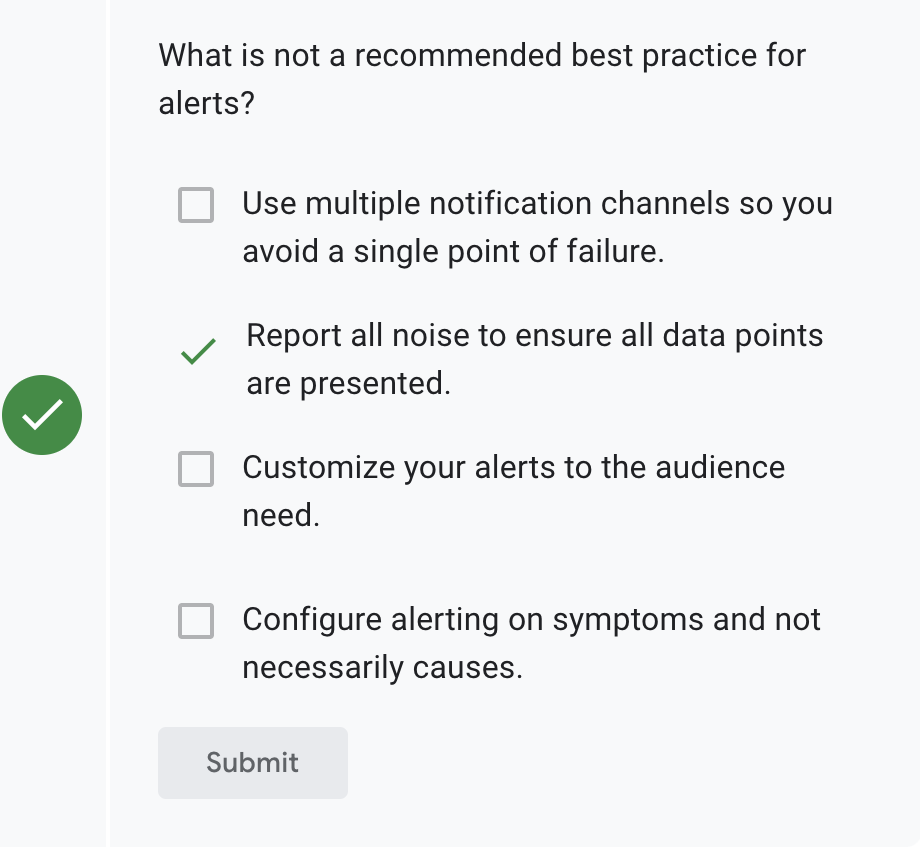 What is not a recommended best practice for
alerts?
Use multiple notification channels so you
avoid a single point of failure.
Report all noise to ensure all data points
are presented.
Customize your alerts to the audience
need.
Configure alerting on symptoms and not
necessarily causes.
Submit